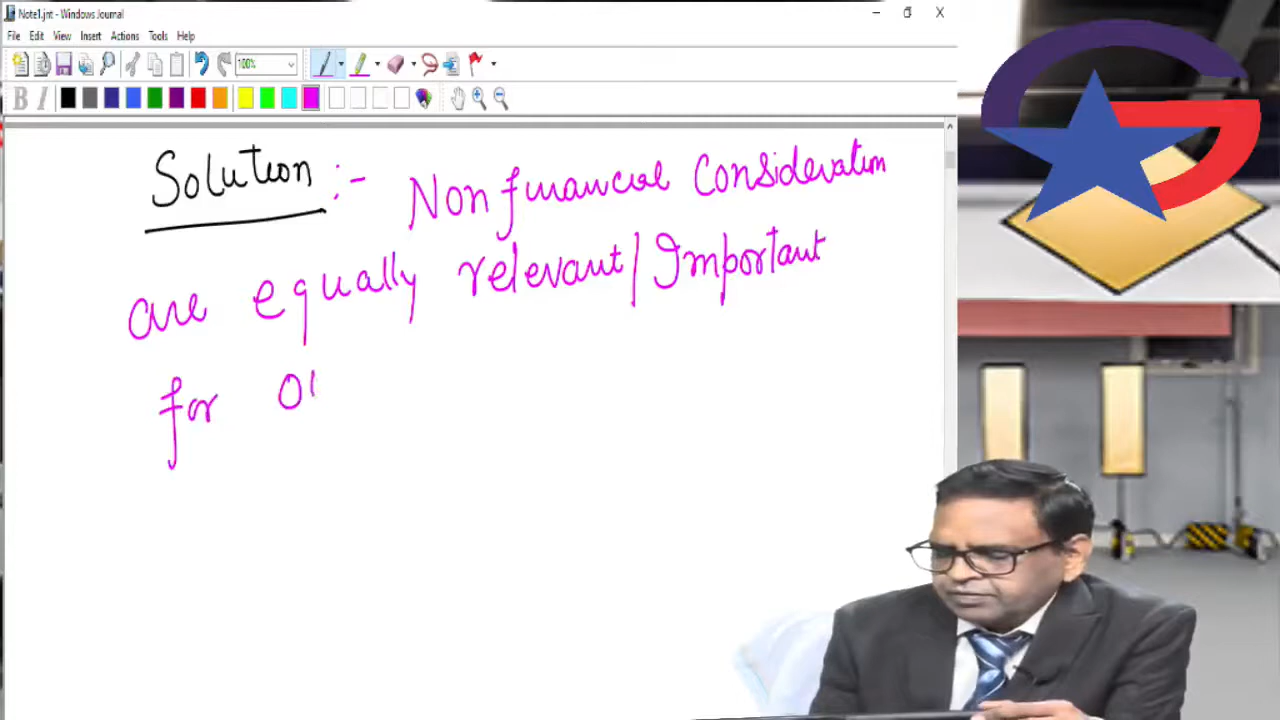 Note1.jnt - Windows Journal
File Edit View Insert Actions Tools Help
100%
B I
Solution :- Non financial Consideration
are equally relevant/Important
for